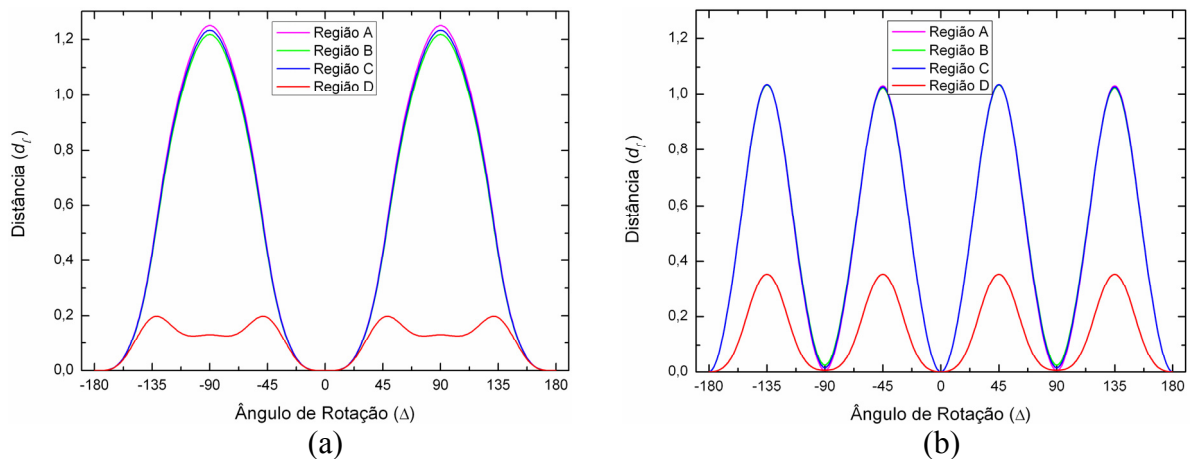 1,2
1,0
0,8
0,6
0,4
0,2
0,0
Distância (d_f)
Região A
Região B
Região C
Região D
-180 -135 -90 -45 0 45 90 135 180
Ângulo de Rotação (Δ)
(a)
1,2
1,0
0,8
0,6
0,4
0,2
0,0
Distância (d_f)
Região A
Região B
Região C
Região D
-180 -135 -90 -45 0 45 90 135 180
Ângulo de Rotação (Δ)
(b)